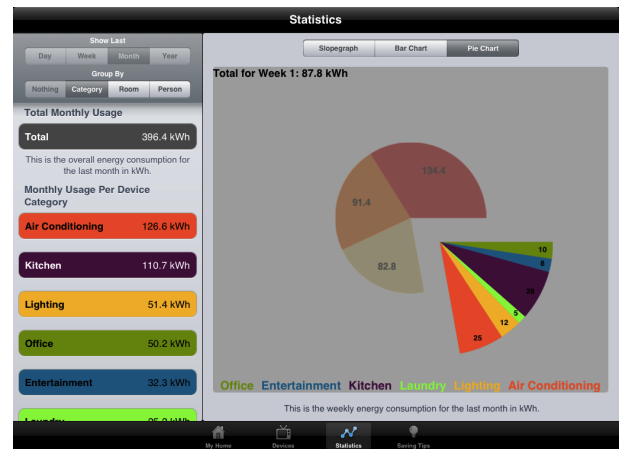 Statistics
Show Last
Day Week Month Year
Group By
Nothing Category Room Person
Total Monthly Usage
Total 396.4 kWh
This is the overall energy consumption for
the last month in kWh.
Monthly Usage Per Device
Category
Air Conditioning 126.6 kWh
Kitchen 110.7 kWh
Lighting 51.4 kWh
Office 50.2 kWh
Entertainment 32.3 kWh
Laundry
Slopegraph Bar Chart Pie Chart
Total for Week 1: 87.8 kWh
134.4
91.4
82.8
10
8
28
5
12
25
Office Entertainment Kitchen Laundry Lighting Air Conditioning
This is the weekly energy consumption for the last month in kWh.
My Home Devices Statistics Saving Tips